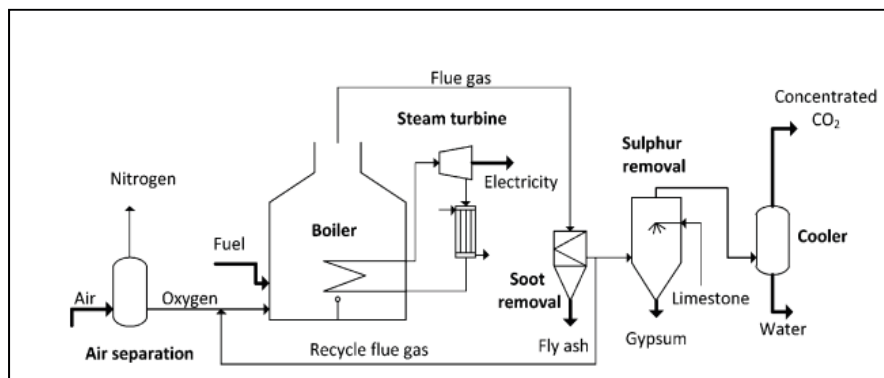 Flue gas
Concentrated
CO₂
Steam turbine
Sulphur
removal
Nitrogen
Electricity
Boiler
Fuel
Cooler
Soot
removal
Limestone
Air
Oxygen
Water
Gypsum
Fly ash
Recycle flue gas
Air separation